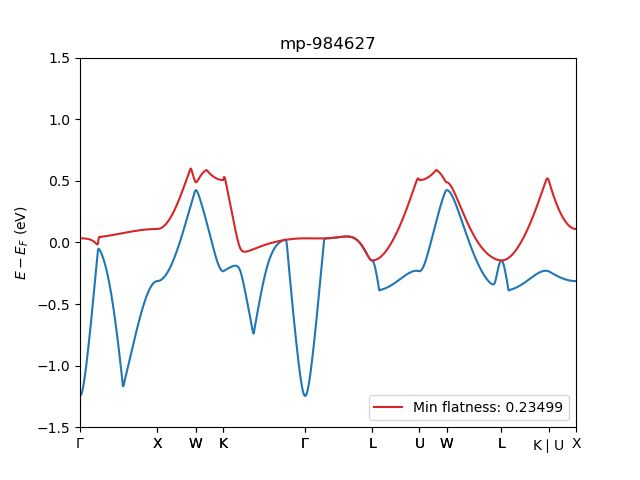 mp-984627
1.5
1.0
0.5
0.0
−0.5
−1.0
−1.5
E − E_F (eV)
Min flatness: 0.23499
Γ X W K Γ L U W L K | U X